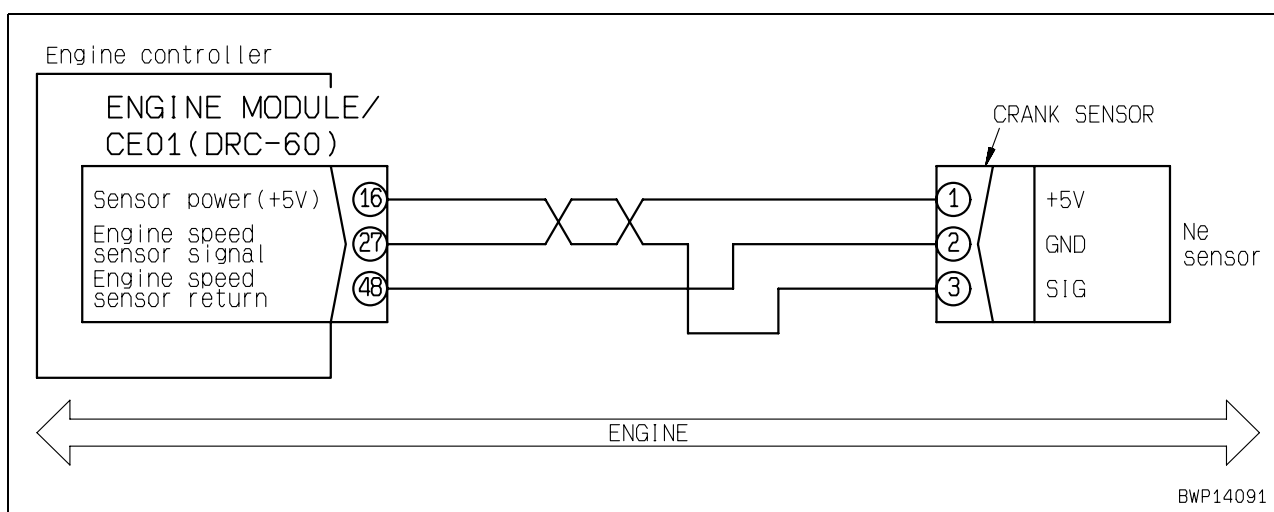 Engine controller
ENGINE MODULE/
CE01(DRC-60)
Sensor power(+5V)
16
Engine speed
sensor signal
27
Engine speed
sensor return
48
CRANK SENSOR
1
+5V
2
GND
3
SIG
Ne
sensor
ENGINE
BWP14091